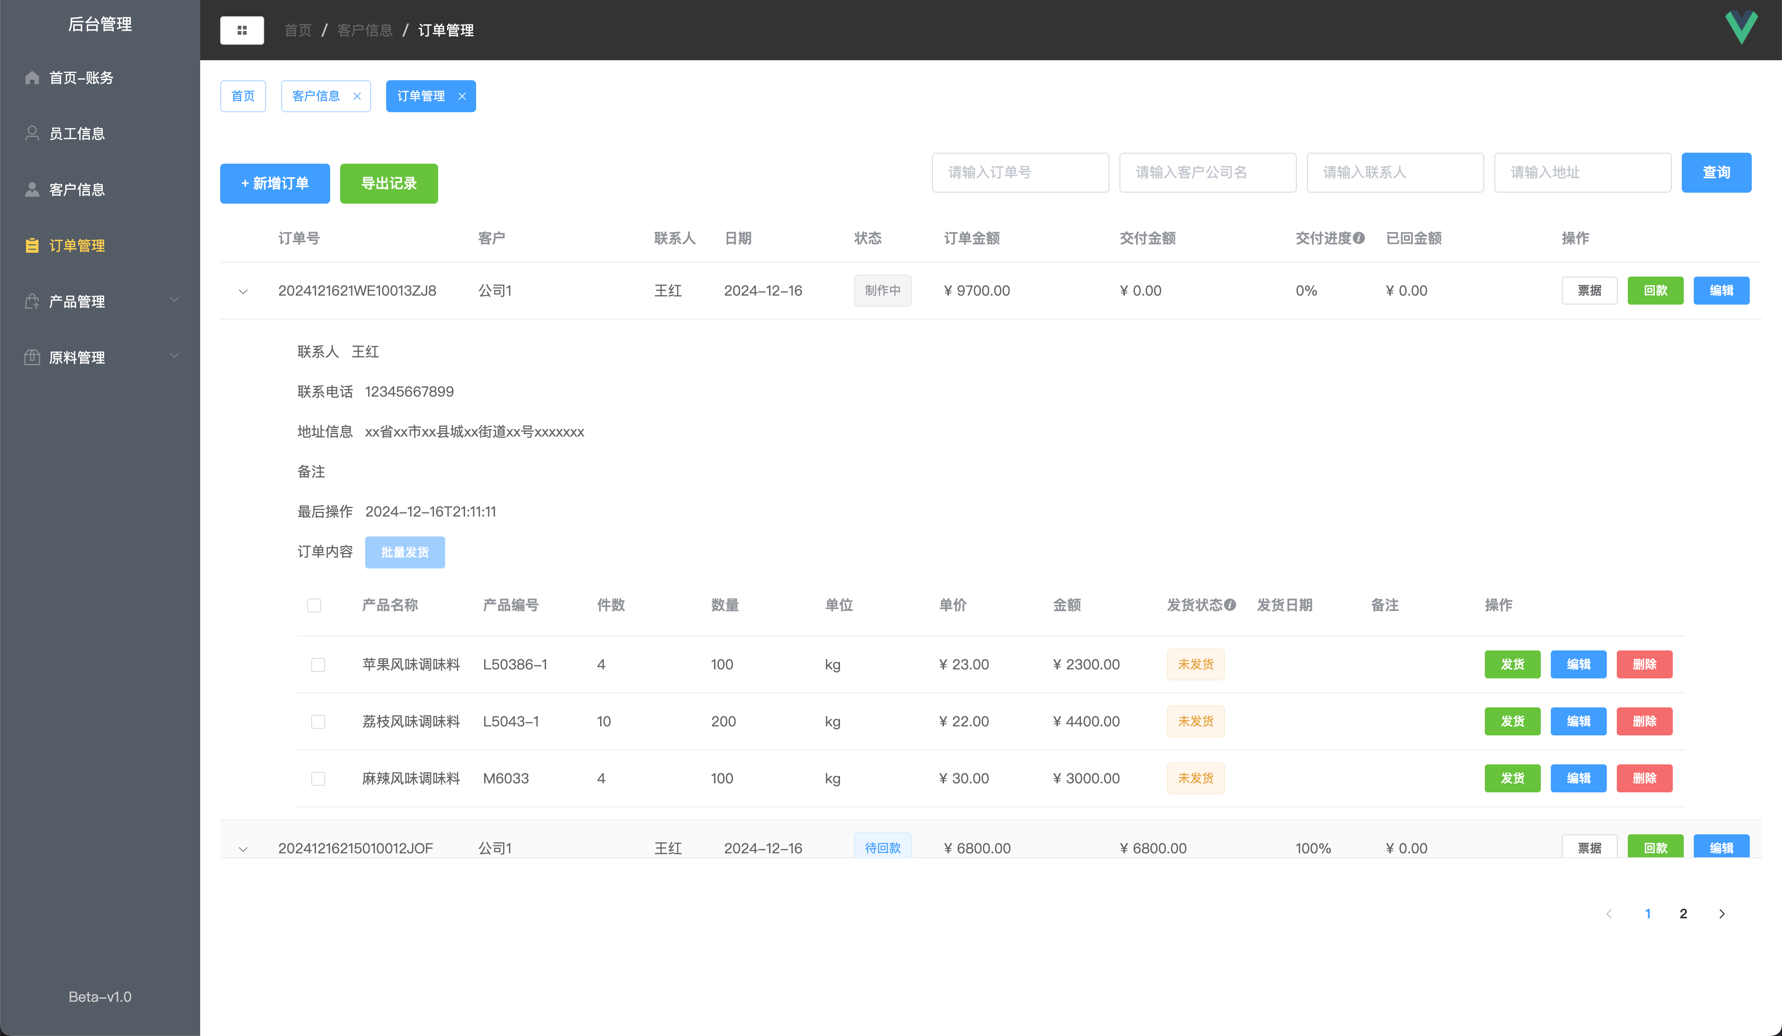 后台管理
首页-账务
员工信息
客户信息
订单管理
产品管理
原料管理
Beta-v1.0
首页 / 客户信息 / 订单管理
首页 客户信息 订单管理
+ 新增订单 导出记录 请输入订单号 请输入客户公司名 请输入联系人 请输入地址 查询
订单号 客户 联系人 日期 状态 订单金额 交付金额 交付进度 已回金额 操作
2024121621WE10013ZJ8 公司1 王红 2024-12-16 制作中 ¥ 9700.00 ¥ 0.00 0% ¥ 0.00 票据 回款 编辑
联系人 王红
联系电话 12345667899
地址信息 xx省xx市xx县城xx街道xx号xxxxxxx
备注
最后操作 2024-12-16T21:11:11
订单内容 批量发货
产品名称 产品编号 件数 数量 单位 单价 金额 发货状态 发货日期 备注 操作
苹果风味调味料 L50386-1 4 100 kg ¥ 23.00 ¥ 2300.00 未发货 发货 编辑 删除
荔枝风味调味料 L5043-1 10 200 kg ¥ 22.00 ¥ 4400.00 未发货 发货 编辑 删除
麻辣风味调味料 M6033 4 100 kg ¥ 30.00 ¥ 3000.00 未发货 发货 编辑 删除
20241216215010012JOF 公司1 王红 2024-12-16 待回款 ¥ 6800.00 ¥ 6800.00 100% ¥ 0.00 票据 回款 编辑
1 2